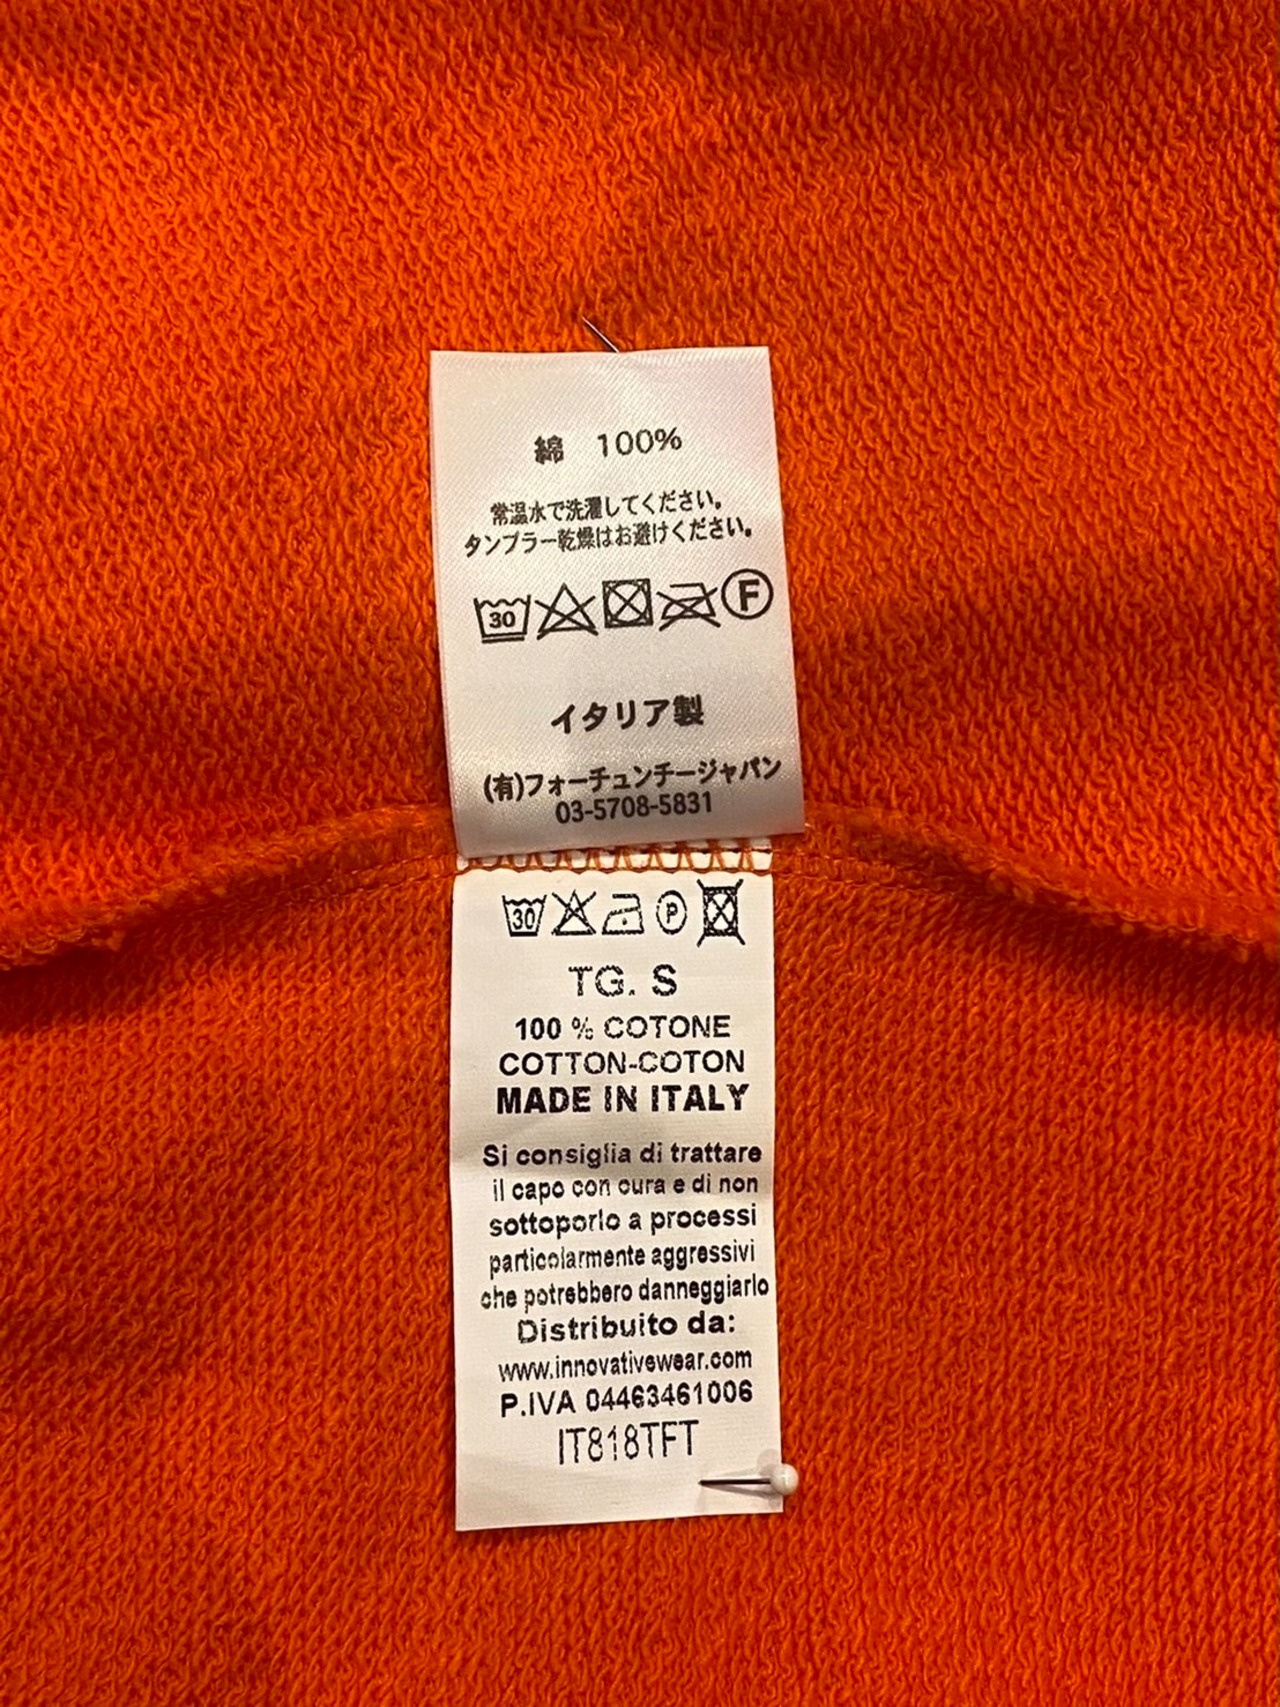 綿 100%
常温水で洗濯してください。
タンブラー乾燥はお避けください。
30
F
イタリア製
(有)フォーチュンチージャパン
03-5708-5831
30 P
TG. S
100 % COTONE
COTTON-COTON
MADE IN ITALY
Si consiglia di trattare
il capo con cura e di non
sottoporlo a processi
particolarmente aggressivi
che potrebbero danneggiarlo
Distribuito da:
www.innovativewear.com
P.IVA 04463461006
IT818TFT